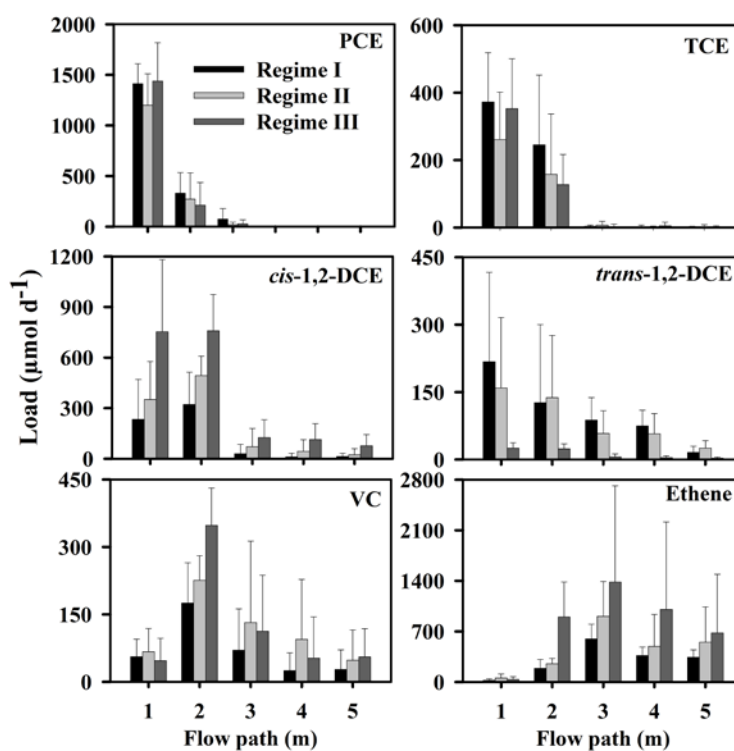 PCE
2000
1500
1000
500
0
Regime I
Regime II
Regime III
TCE
600
400
200
0
cis-1,2-DCE
1200
900
600
300
0
trans-1,2-DCE
450
300
150
0
Load (µmol d⁻¹)
VC
450
300
150
0
1 2 3 4 5
Flow path (m)
Ethene
2800
2100
1400
700
0
1 2 3 4 5
Flow path (m)